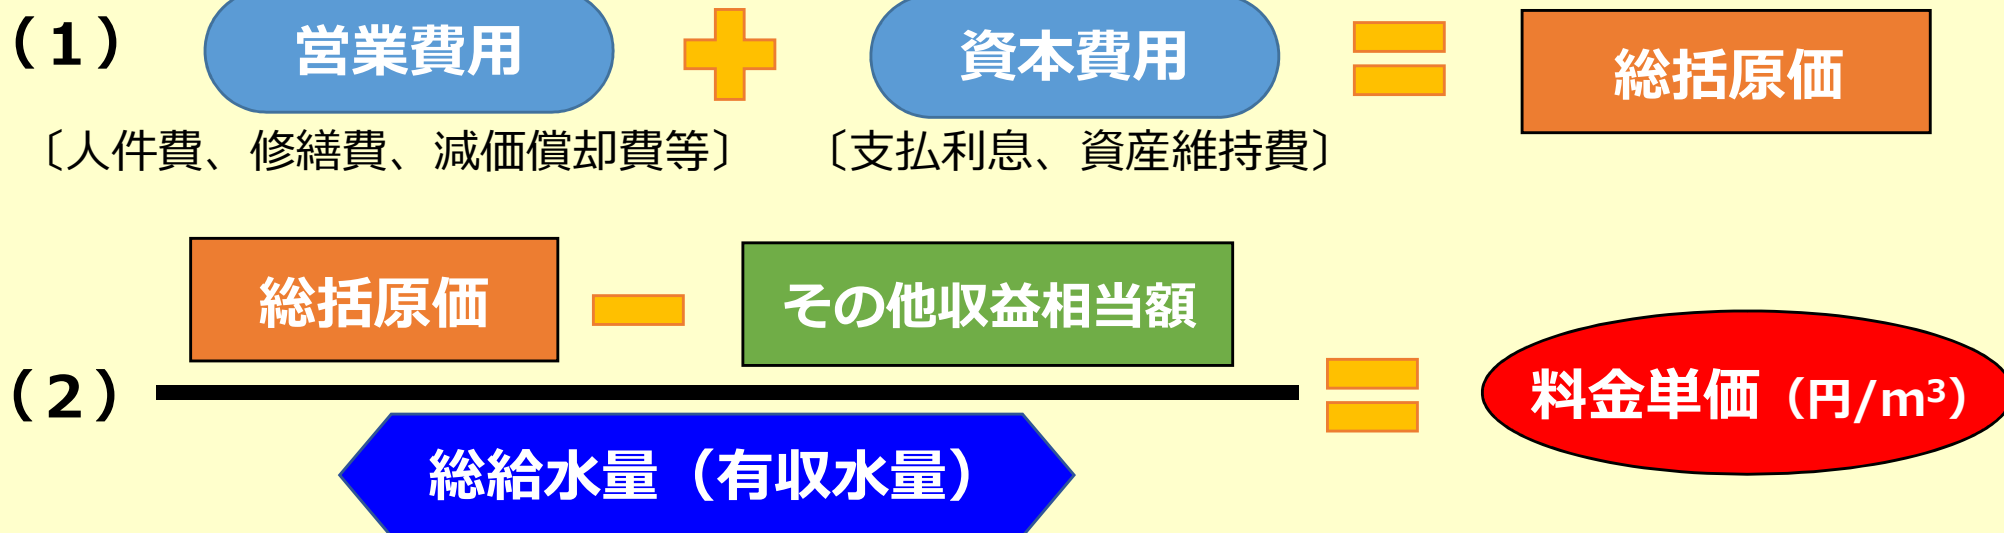 （１） 営業費用 資本費用 総括原価
〔人件費、修繕費、減価償却費等〕 〔支払利息、資産維持費〕
総括原価 その他収益相当額
（２） 料金単価（円/m³）
総給水量（有収水量）